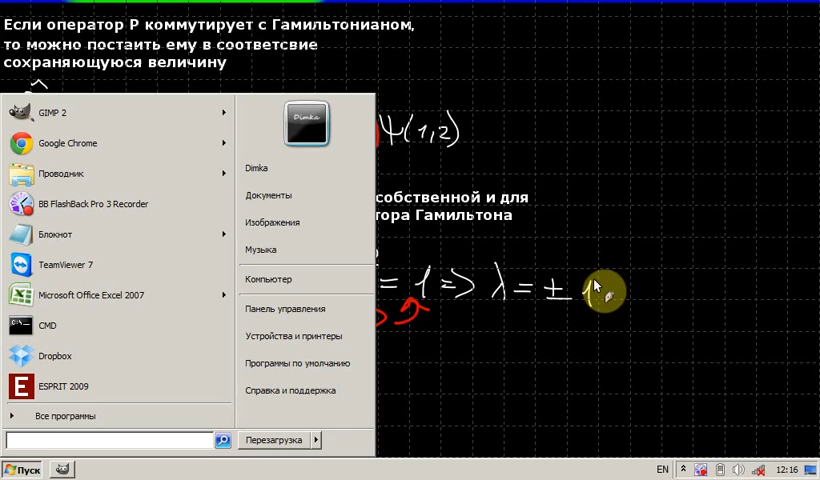 Если оператор P коммутирует с Гамильтонианом,
то можно постаить ему в соответсвие
сохраняющуюся величину
Ψ(1,2)
собственной и для
тора Гамильтона
= 1 => λ = ± 1
GIMP 2
Google Chrome
Проводник
BB FlashBack Pro 3 Recorder
Блокнот
TeamViewer 7
Microsoft Office Excel 2007
CMD
Dropbox
ESPRIT 2009
Все программы
Dimka
Dimka
Документы
Изображения
Музыка
Компьютер
Панель управления
Устройства и принтеры
Программы по умолчанию
Справка и поддержка
Перезагрузка
Пуск
EN
12:16